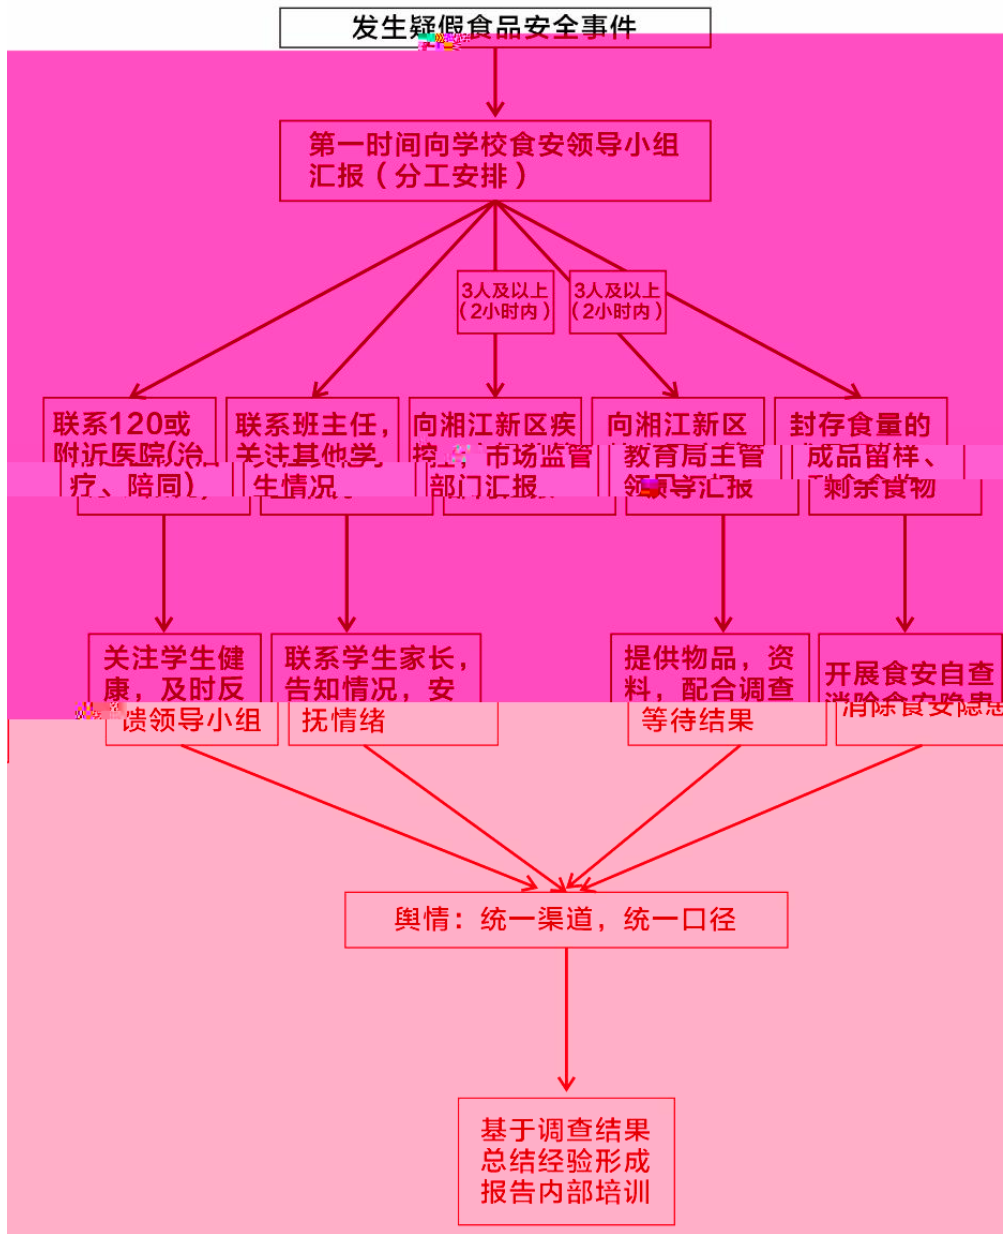 发生疑假食品安全事件
第一时间向学校食安领导小组
汇报（分工安排）
3人及以上
（2小时内）
3人及以上
（2小时内）
联系120或
附近医院(治
疗、陪同)
联系班主任，
关注其他学
生情况
向湘江新区疾
控 市场监管
部门汇报
向湘江新区
教育局主管
领导汇报
封存食量的
成品留样、
剩余食物
关注学生健
康，及时反
馈领导小组
联系学生家长，
告知情况，安
抚情绪
提供物品，资
料，配合调查
等待结果
开展食安自查
消除食安隐患
舆情：统一渠道，统一口径
基于调查结果
总结经验形成
报告内部培训